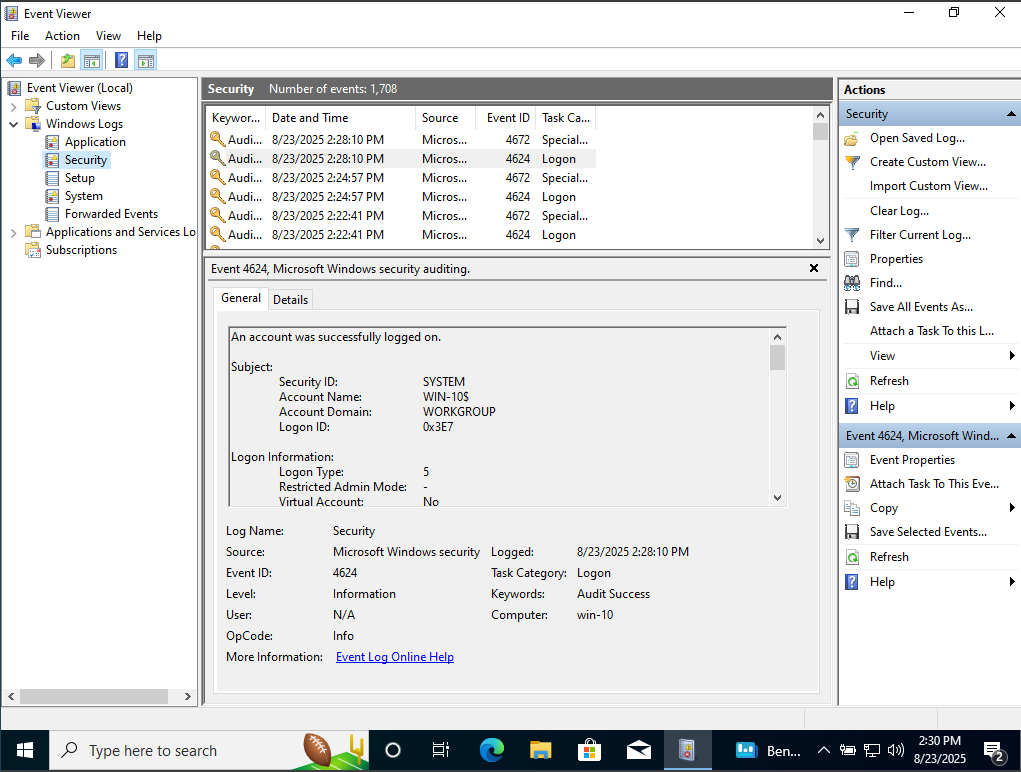 Event Viewer
File Action View Help
Event Viewer (Local)
Custom Views
Windows Logs
Application
Security
Setup
System
Forwarded Events
Applications and Services Lo
Subscriptions
Security Number of events: 1,708
Keywor... Date and Time Source Event ID Task Ca...
Audi... 8/23/2025 2:28:10 PM Micros... 4672 Special...
Audi... 8/23/2025 2:28:10 PM Micros... 4624 Logon
Audi... 8/23/2025 2:24:57 PM Micros... 4672 Special...
Audi... 8/23/2025 2:24:57 PM Micros... 4624 Logon
Audi... 8/23/2025 2:22:41 PM Micros... 4672 Special...
Audi... 8/23/2025 2:22:41 PM Micros... 4624 Logon
Event 4624, Microsoft Windows security auditing.
General Details
An account was successfully logged on.
Subject:
Security ID: SYSTEM
Account Name: WIN-10$
Account Domain: WORKGROUP
Logon ID: 0x3E7
Logon Information:
Logon Type: 5
Restricted Admin Mode: -
Virtual Account: No
Log Name: Security
Source: Microsoft Windows security Logged: 8/23/2025 2:28:10 PM
Event ID: 4624 Task Category: Logon
Level: Information Keywords: Audit Success
User: N/A Computer: win-10
OpCode: Info
More Information: Event Log Online Help
Actions
Security
Open Saved Log...
Create Custom View...
Import Custom View...
Clear Log...
Filter Current Log...
Properties
Find...
Save All Events As...
Attach a Task To this L...
View
Refresh
Help
Event 4624, Microsoft Wind...
Event Properties
Attach Task To This Eve...
Copy
Save Selected Events...
Refresh
Help
Type here to search
Ben...
2:30 PM
8/23/2025
2